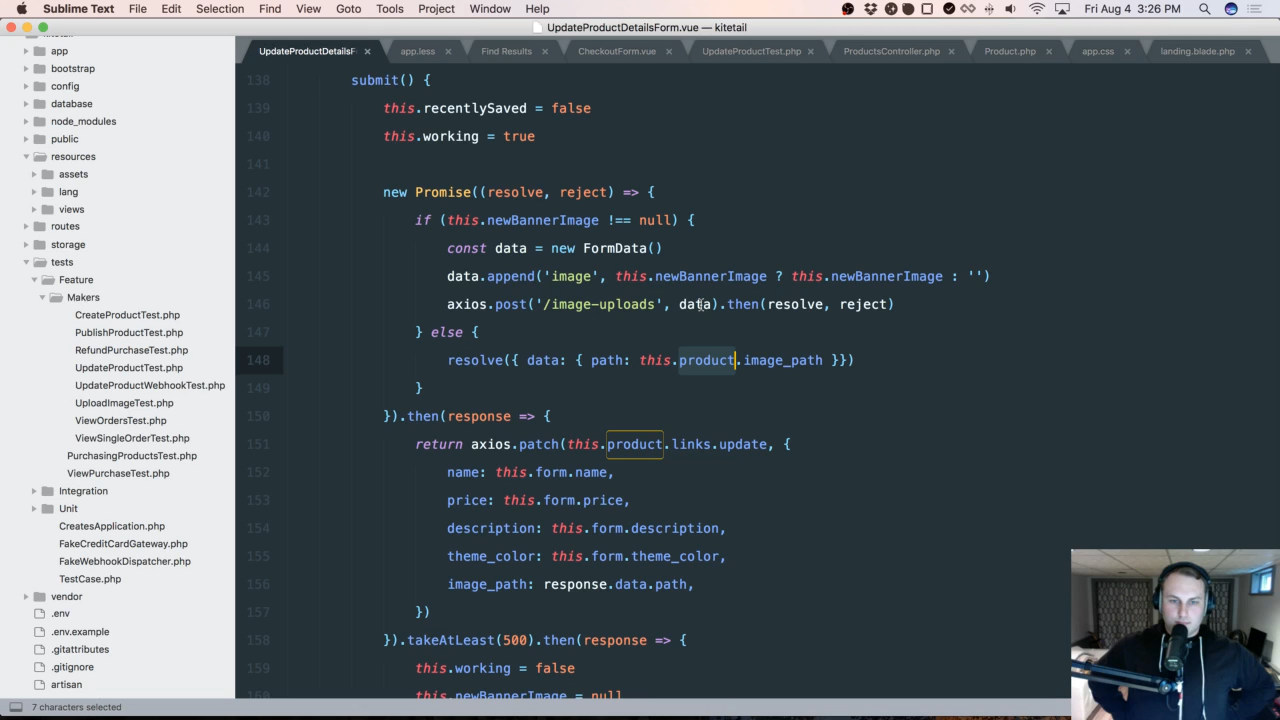 Sublime Text File Edit Selection Find View Goto Tools Project Window Help Fri Aug 4 3:26 PM
UpdateProductDetailsForm.vue — kitetail
UpdateProductDetailsF app.less Find Results CheckoutForm.vue UpdateProductTest.php ProductsController.php Product.php app.css landing.blade.php
app
bootstrap
config
database
node_modules
public
resources
assets
lang
views
routes
storage
tests
Feature
Makers
CreateProductTest.php
PublishProductTest.php
RefundPurchaseTest.php
UpdateProductTest.php
UpdateProductWebhookTest.php
UploadImageTest.php
ViewOrdersTest.php
ViewSingleOrderTest.php
PurchasingProductsTest.php
ViewPurchaseTest.php
Integration
Unit
CreatesApplication.php
FakeCreditCardGateway.php
FakeWebhookDispatcher.php
TestCase.php
vendor
.env
.env.example
.gitattributes
.gitignore
artisan
138 submit() {
139 this.recentlySaved = false
140 this.working = true
141
142 new Promise((resolve, reject) => {
143 if (this.newBannerImage !== null) {
144 const data = new FormData()
145 data.append('image', this.newBannerImage ? this.newBannerImage : '')
146 axios.post('/image-uploads', data).then(resolve, reject)
147 } else {
148 resolve({ data: { path: this.product.image_path }})
149 }
150 }).then(response => {
151 return axios.patch(this.product.links.update, {
152 name: this.form.name,
153 price: this.form.price,
154 description: this.form.description,
155 theme_color: this.form.theme_color,
156 image_path: response.data.path,
157 })
158 }).takeAtLeast(500).then(response => {
159 this.working = false
160 this.newBannerImage = null
7 characters selected